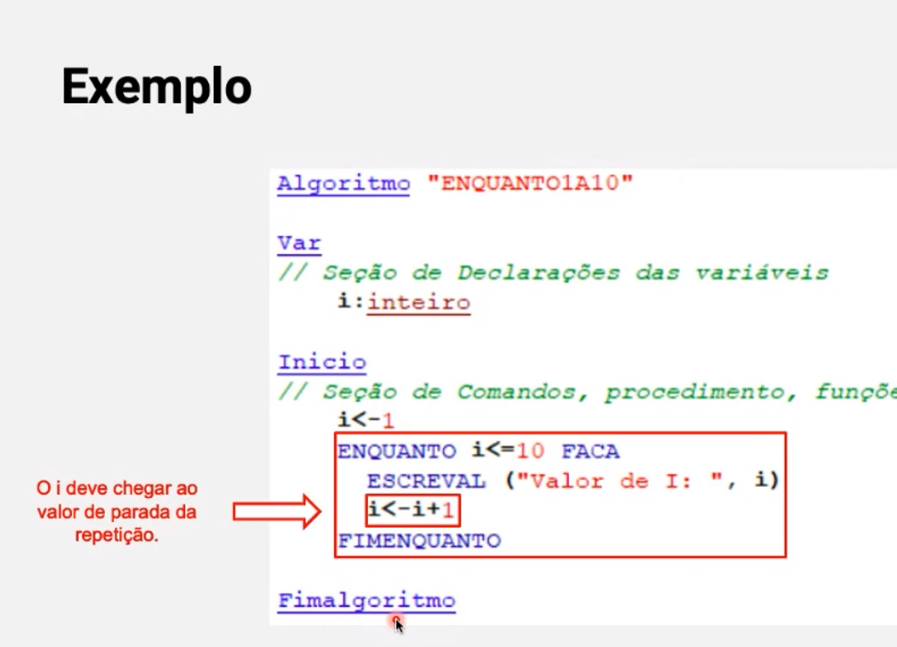 Exemplo
Algoritmo "ENQUANTO1A10"
Var
// Seção de Declarações das variáveis
i:inteiro
Inicio
// Seção de Comandos, procedimento,
i<-1
ENQUANTO i<=10 FACA
ESCREVAL ("Valor de I: ", i)
i<-i+1
FIMENQUANTO
Fimalgoritmo
O i deve chegar ao
valor de parada da
repetição.